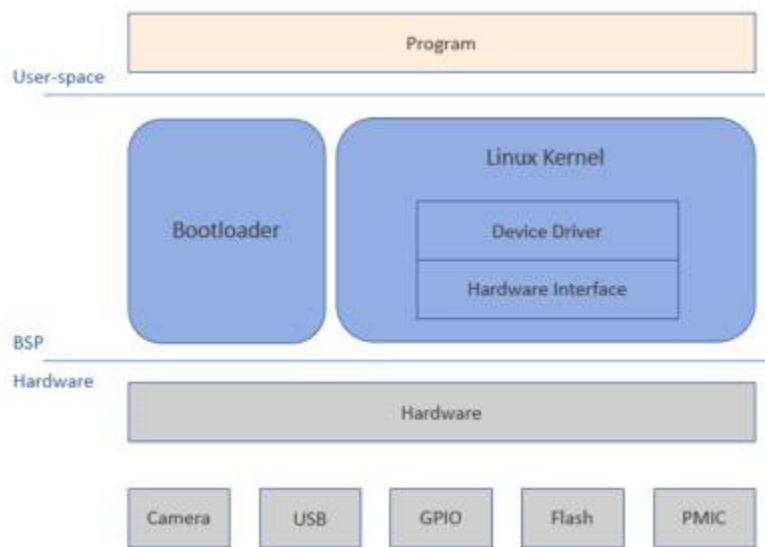 Program
User-space
Linux Kernel
Bootloader
Device Driver
Hardware Interface
BSP
Hardware
Hardware
Camera USB GPIO Flash PMIC